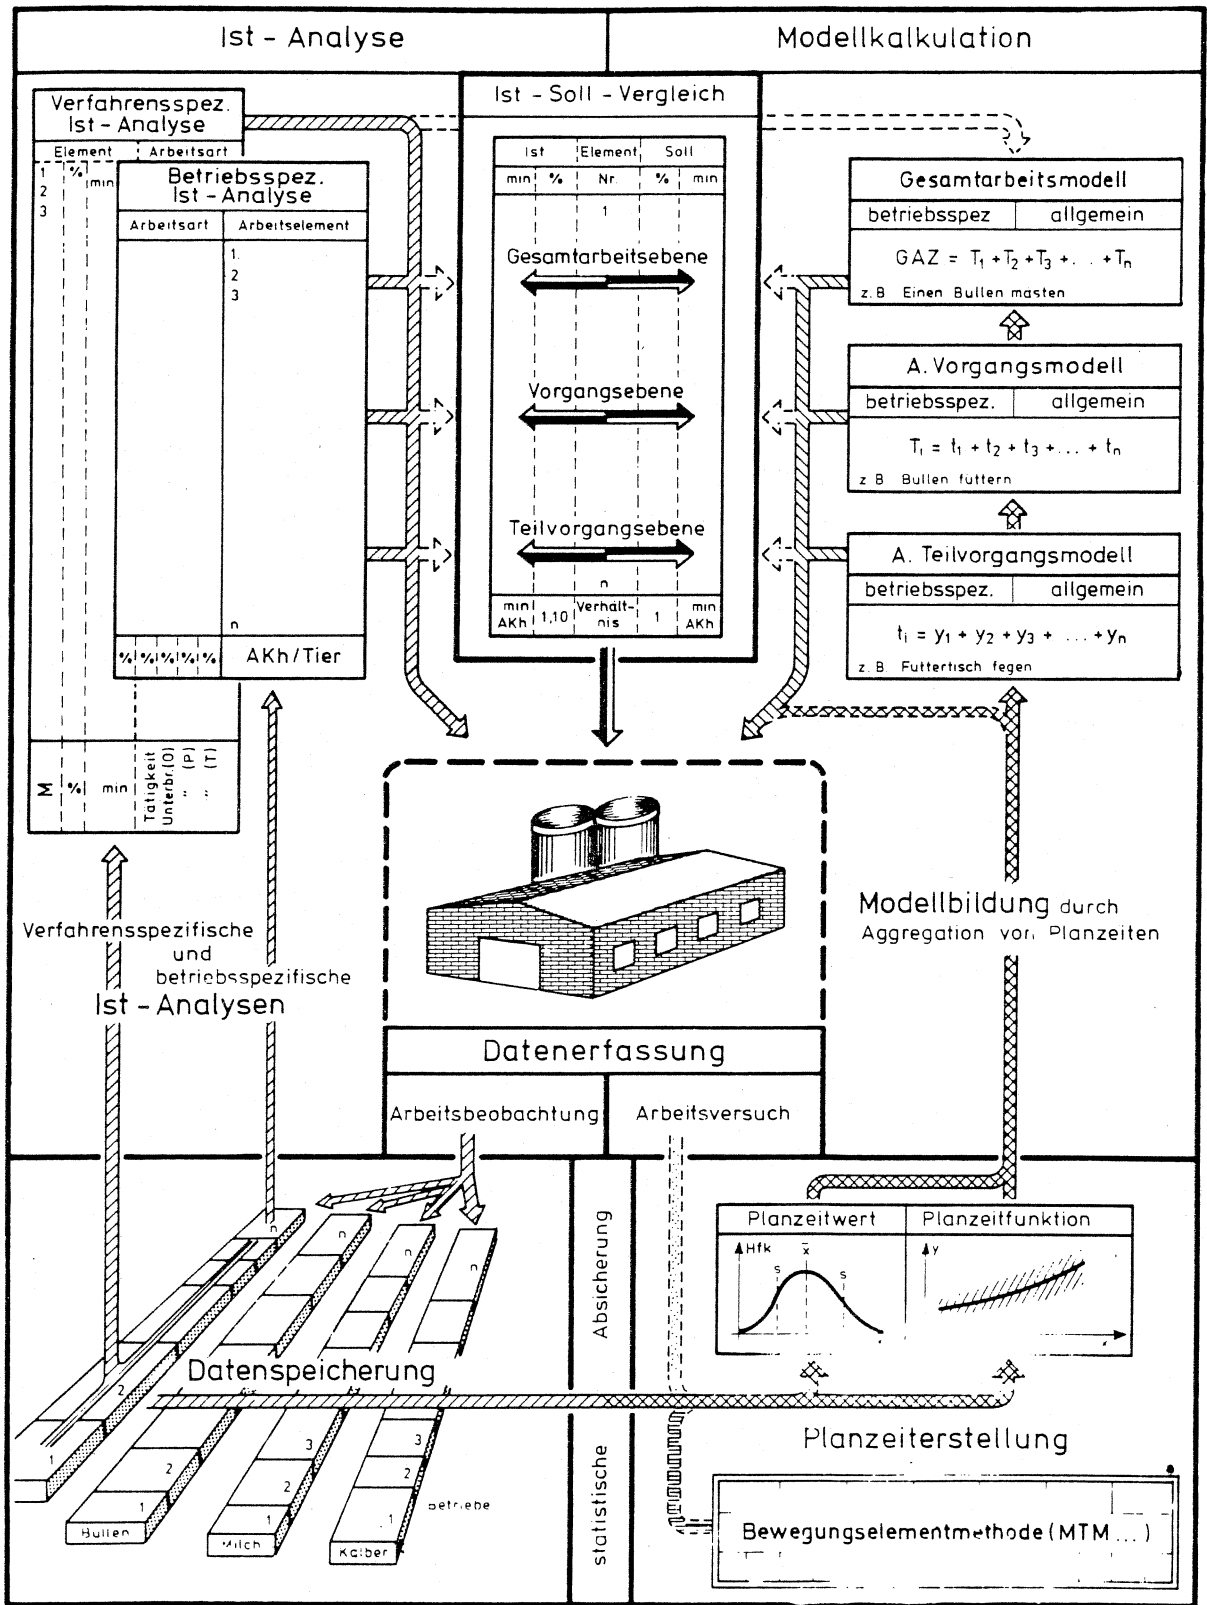 Ist - Analyse
Modellkalkulation
Verfahrensspez.
Ist - Analyse
Element
Arbeitsart
1
2
3
%
min
Betriebsspez.
Ist - Analyse
Arbeitsart
Arbeitselement
1.
2
3
n
% % % % %
AKh/Tier
M
%
min
Tätigkeit
Unterbr.(O)
„ (P)
„ (T)
Ist - Soll - Vergleich
Ist
Element
Soll
min
%
Nr.
%
min
1
Gesamtarbeitsebene
Vorgangsebene
Teilvorgangsebene
n
min
AKh
1,10
Verhält-
nis
1
min
AKh
Gesamtarbeitsmodell
betriebsspez
allgemein
GAZ = T1 + T2 + T3 + . . . + Tn
z. B Einen Bullen mästen
A. Vorgangsmodell
betriebsspez.
allgemein
Ti = t1 + t2 + t3 + . . . + tn
z B Bullen füttern
A. Teilvorgangsmodell
betriebsspez.
allgemein
ti = y1 + y2 + y3 + . . . + yn
z. B Futtertisch fegen
Verfahrensspezifische
und
betriebsspezifische
Ist - Analysen
Modellbildung durch
Aggregation von Planzeiten
Datenerfassung
Arbeitsbeobachtung
Arbeitsversuch
statistische Absicherung
Planzeitwert
Planzeitfunktion
Hfk
x̄
s
s
y
x
n
n
n
n
Datenspeicherung
2
1
2
1
Bullen
3
2
1
Milch
3
2
1
Kälber
Betriebe
Planzeiterstellung
Bewegungselementmethode (MTM ...)